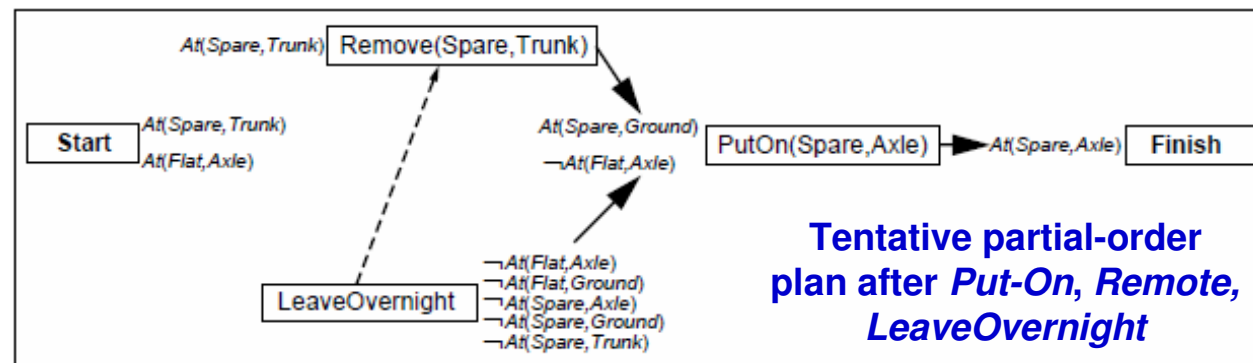 At(Spare,Trunk) Remove(Spare,Trunk)
Start
At(Spare,Trunk)
At(Flat,Axle)
At(Spare,Ground)
¬At(Flat,Axle)
PutOn(Spare,Axle)
At(Spare,Axle) Finish
LeaveOvernight
¬At(Flat,Axle)
¬At(Flat,Ground)
¬At(Spare,Axle)
¬At(Spare,Ground)
¬At(Spare,Trunk)
Tentative partial-order
plan after Put-On, Remote,
LeaveOvernight